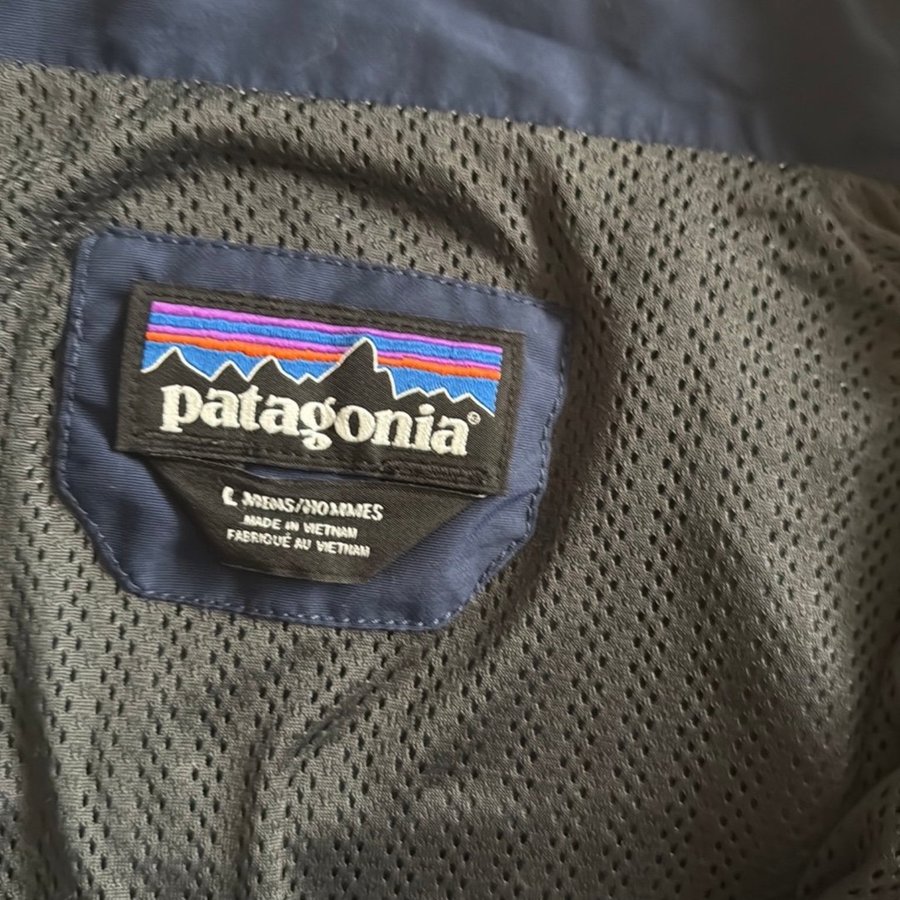 patagonia®
L MENS/HOMMES
MADE IN VIETNAM
FABRIQUÉ AU VIETNAM